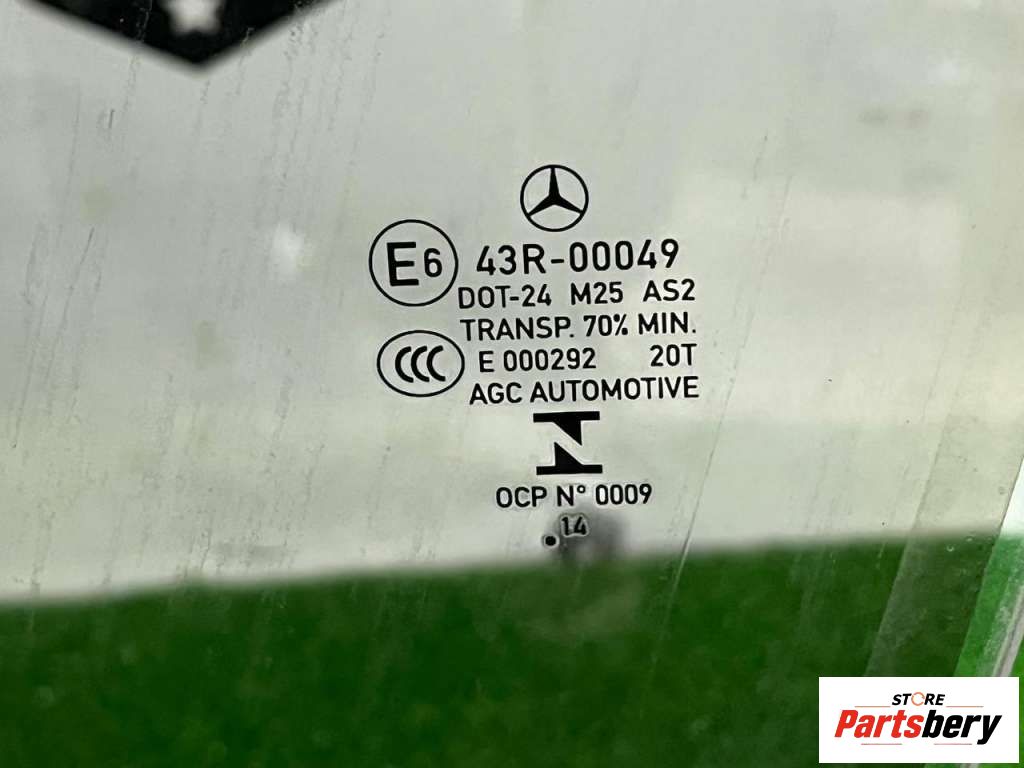 E6 43R-00049
DOT-24 M25 AS2
TRANSP. 70% MIN.
CCC E 000292 20T
AGC AUTOMOTIVE
N
OCP N° 0009
.14
STORE
Partsbery